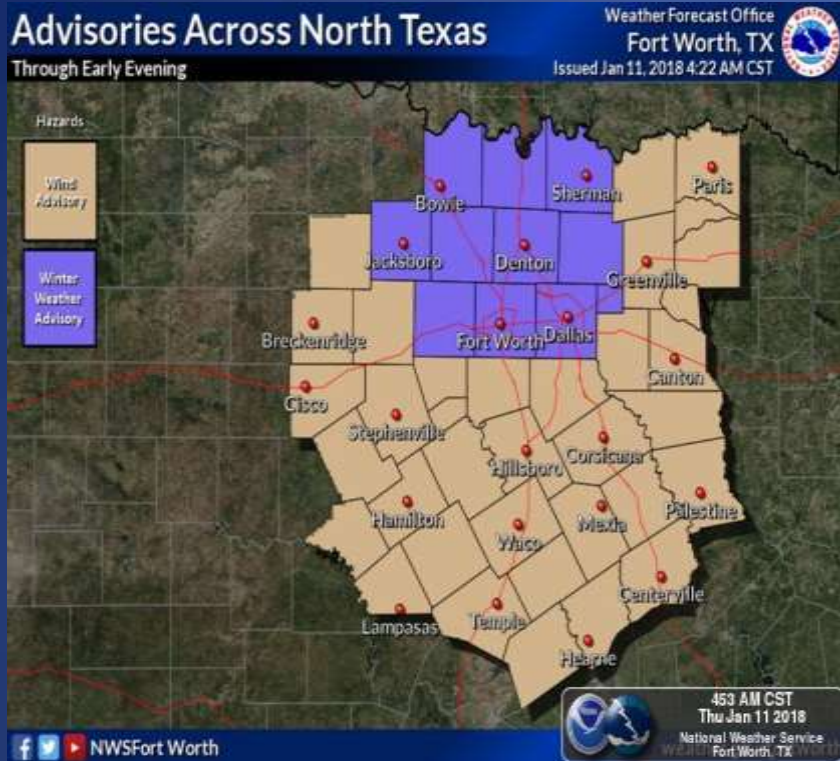 Advisories Across North Texas
Through Early Evening
Weather Forecast Office
Fort Worth, TX
Issued Jan 11, 2018 4:22 AM CST
Hazards
Wind
Advisory
Winter
Weather
Advisory
Bowie
Sherman
Paris
Jacksboro
Denton
Greenville
Breckenridge
Fort Worth
Dallas
Canton
Cisco
Stephenville
Hillsboro
Corsicana
Hamilton
Waco
Mexia
Palestine
Lampasas
Temple
Centerville
Hearne
453 AM CST
Thu Jan 11 2018
National Weather Service
Fort Worth, TX
NWSFort Worth